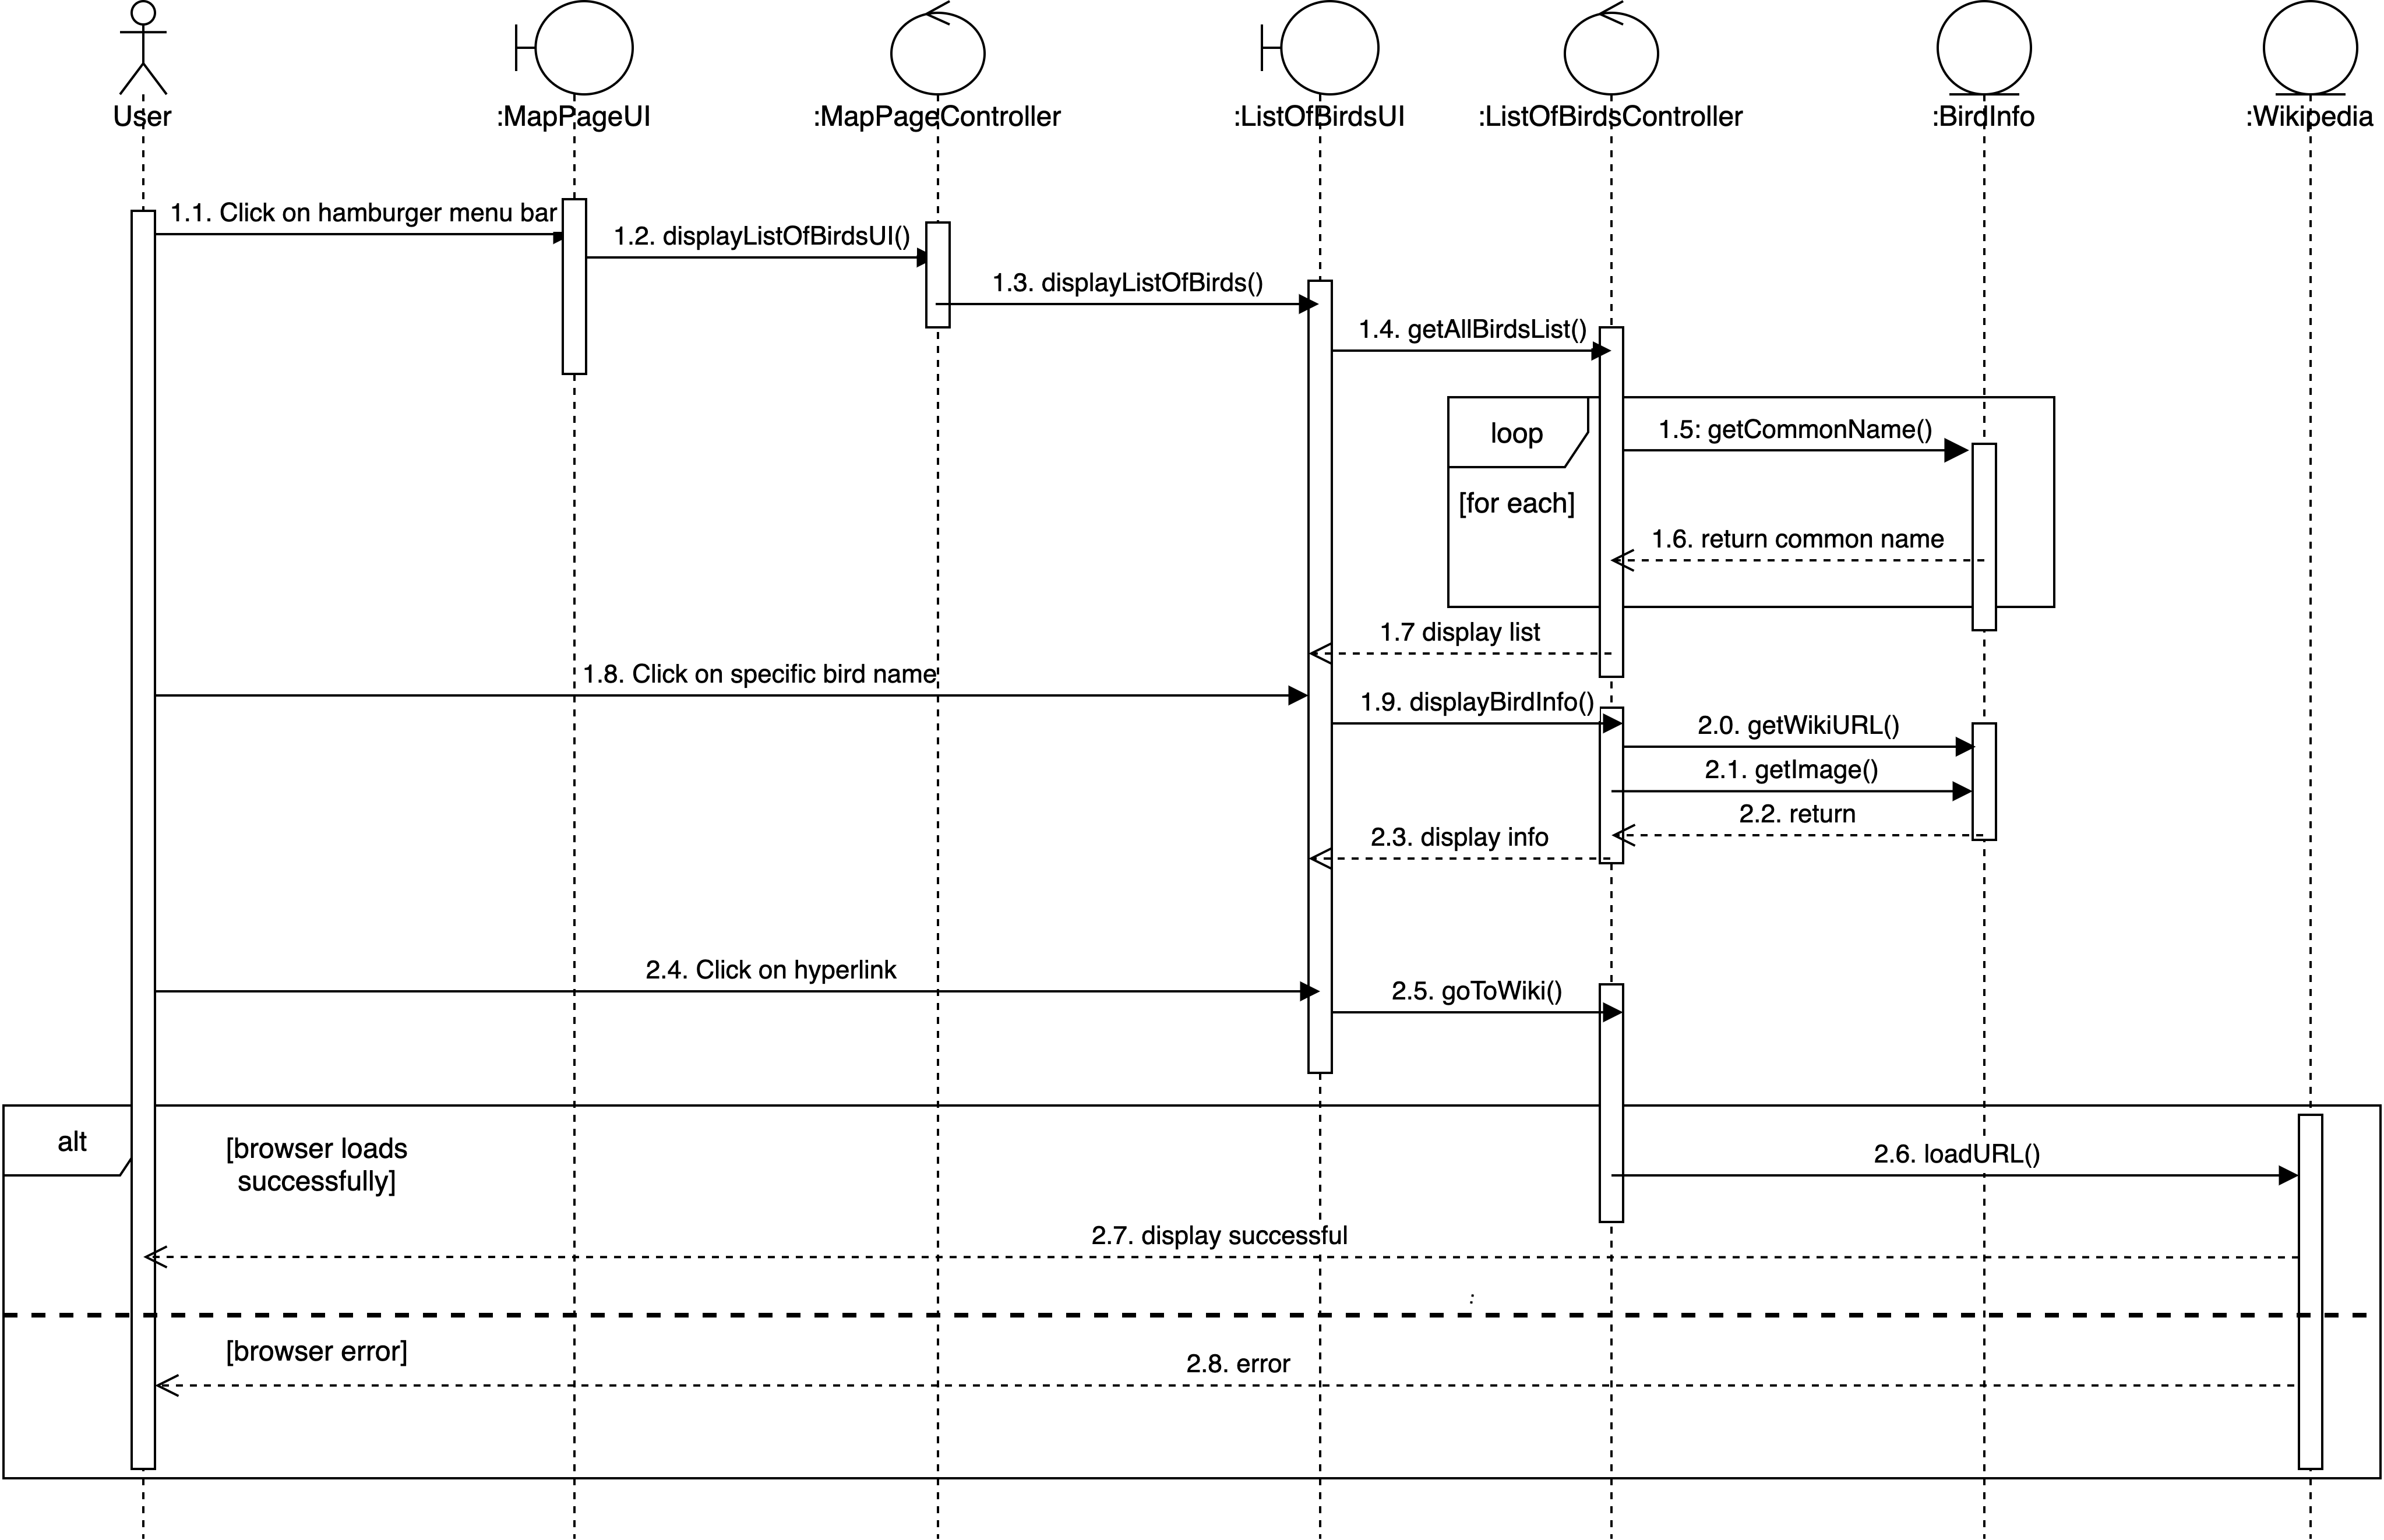 User
:MapPageUI
:MapPageController
:ListOfBirdsUI
:ListOfBirdsController
:BirdInfo
:Wikipedia
1.1. Click on hamburger menu bar
1.2. displayListOfBirdsUI()
1.3. displayListOfBirds()
1.4. getAllBirdsList()
loop
1.5: getCommonName()
[for each]
1.6. return common name
1.7 display list
1.8. Click on specific bird name
1.9. displayBirdInfo()
2.0. getWikiURL()
2.1. getImage()
2.2. return
2.3. display info
2.4. Click on hyperlink
2.5. goToWiki()
alt
[browser loads
successfully]
2.6. loadURL()
2.7. display successful
:
[browser error]
2.8. error